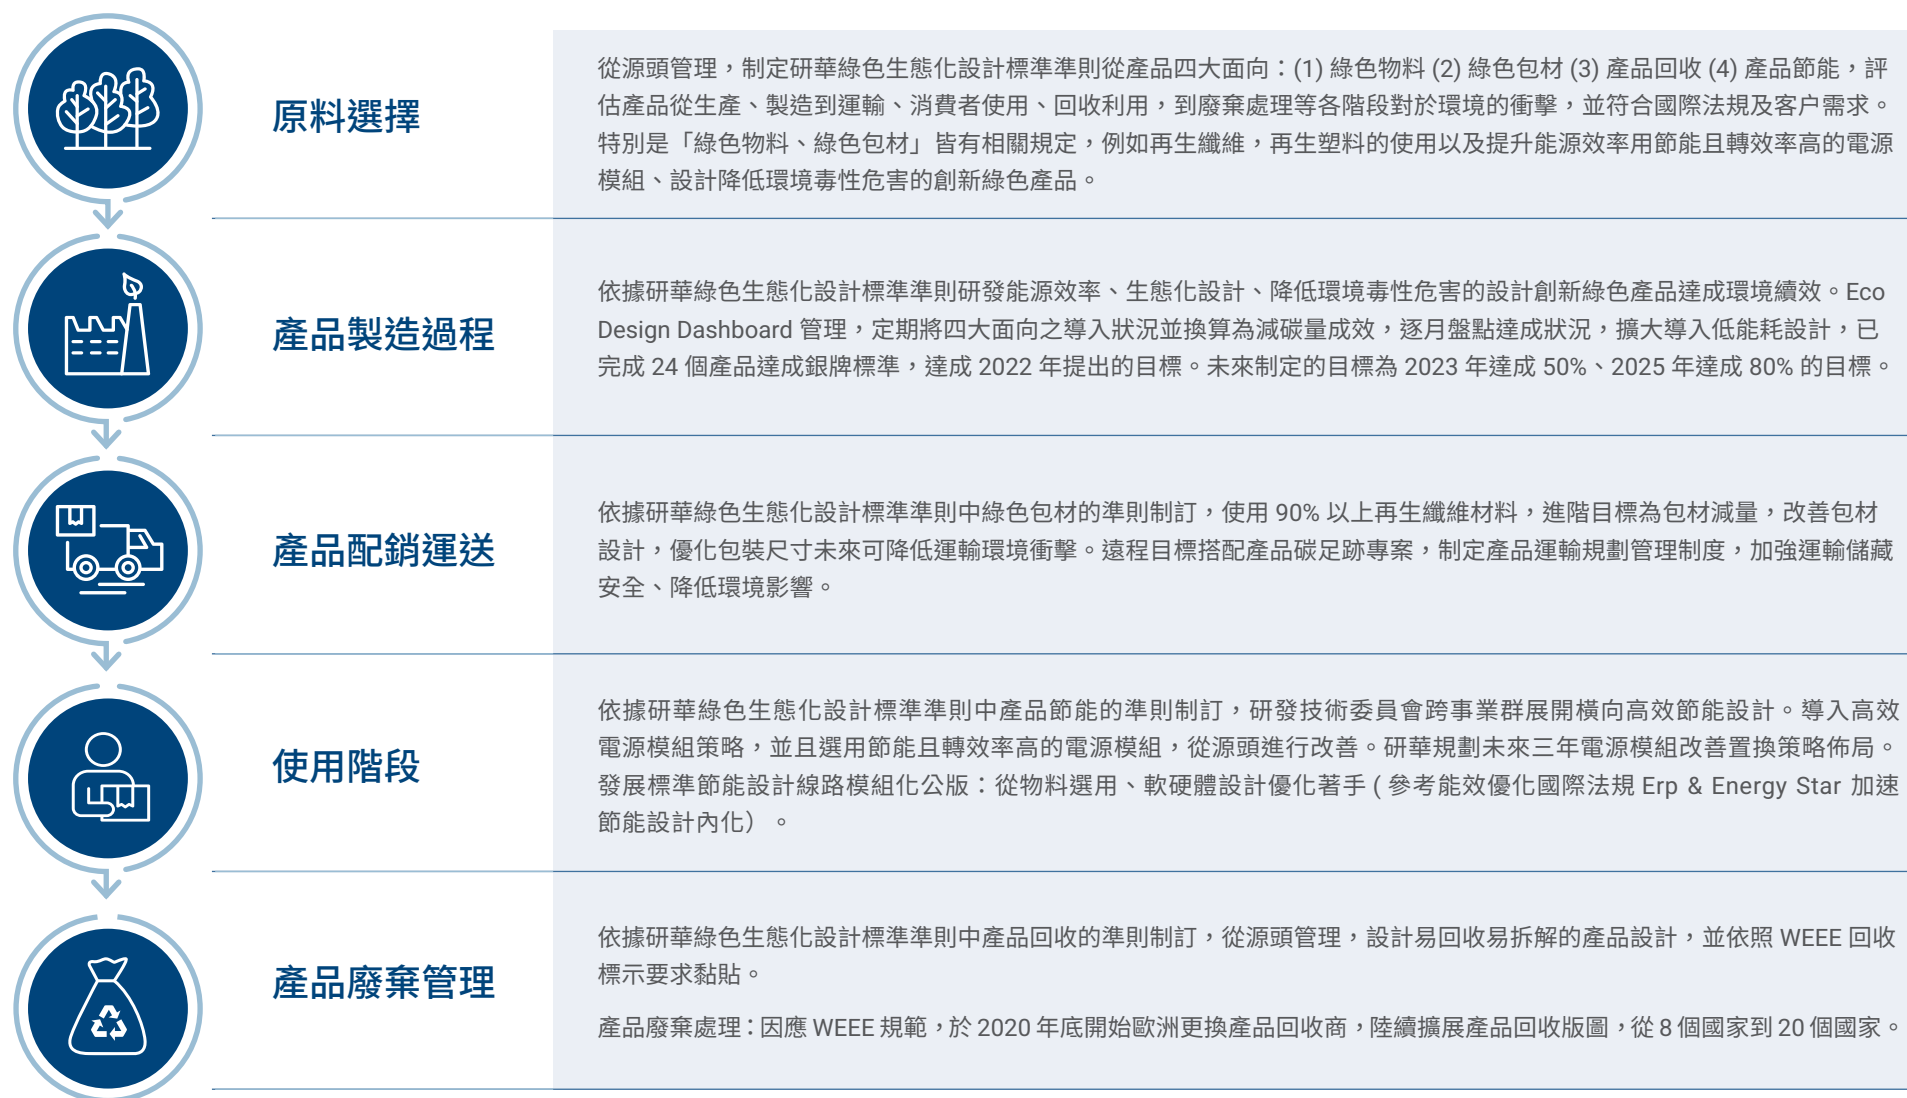 原料選擇
從源頭管理，制定研華綠色生態化設計標準準則從產品四大面向：(1) 綠色物料 (2) 綠色包材 (3) 產品回收 (4) 產品節能，評
估產品從生產、製造到運輸、消費者使用、回收利用，到廢棄處理等各階段對於環境的衝擊，並符合國際法規及客户需求。
特別是「綠色物料、綠色包材」皆有相關規定，例如再生纖維，再生塑料的使用以及提升能源效率用節能且轉效率高的電源
模組、設計降低環境毒性危害的創新綠色產品。
產品製造過程
依據研華綠色生態化設計標準準則研發能源效率、生態化設計、降低環境毒性危害的設計創新綠色產品達成環境績效。Eco
Design Dashboard 管理，定期將四大面向之導入狀況並換算為減碳量成效，逐月盤點達成狀況，擴大導入低能耗設計，已
完成 24 個產品達成銀牌標準，達成 2022 年提出的目標。未來制定的目標為 2023 年達成 50%、2025 年達成 80% 的目標。
產品配銷運送
依據研華綠色生態化設計標準準則中綠色包材的準則制訂，使用 90% 以上再生纖維材料，進階目標為包材減量，改善包材
設計，優化包裝尺寸未來可降低運輸環境衝擊。遠程目標搭配產品碳足跡專案，制定產品運輸規劃管理制度，加強運輸儲藏
安全、降低環境影響。
使用階段
依據研華綠色生態化設計標準準則中產品節能的準則制訂，研發技術委員會跨事業群展開橫向高效節能設計。導入高效
電源模組策略，並且選用節能且轉效率高的電源模組，從源頭進行改善。研華規劃未來三年電源模組改善置換策略佈局。
發展標準節能設計線路模組化公版：從物料選用、軟硬體設計優化著手 ( 參考能效優化國際法規 Erp & Energy Star 加速
節能設計內化）。
產品廢棄管理
依據研華綠色生態化設計標準準則中產品回收的準則制訂，從源頭管理，設計易回收易拆解的產品設計，並依照 WEEE 回收
標示要求黏貼。
產品廢棄處理：因應 WEEE 規範，於 2020 年底開始歐洲更換產品回收商，陸續擴展產品回收版圖，從 8 個國家到 20 個國家。